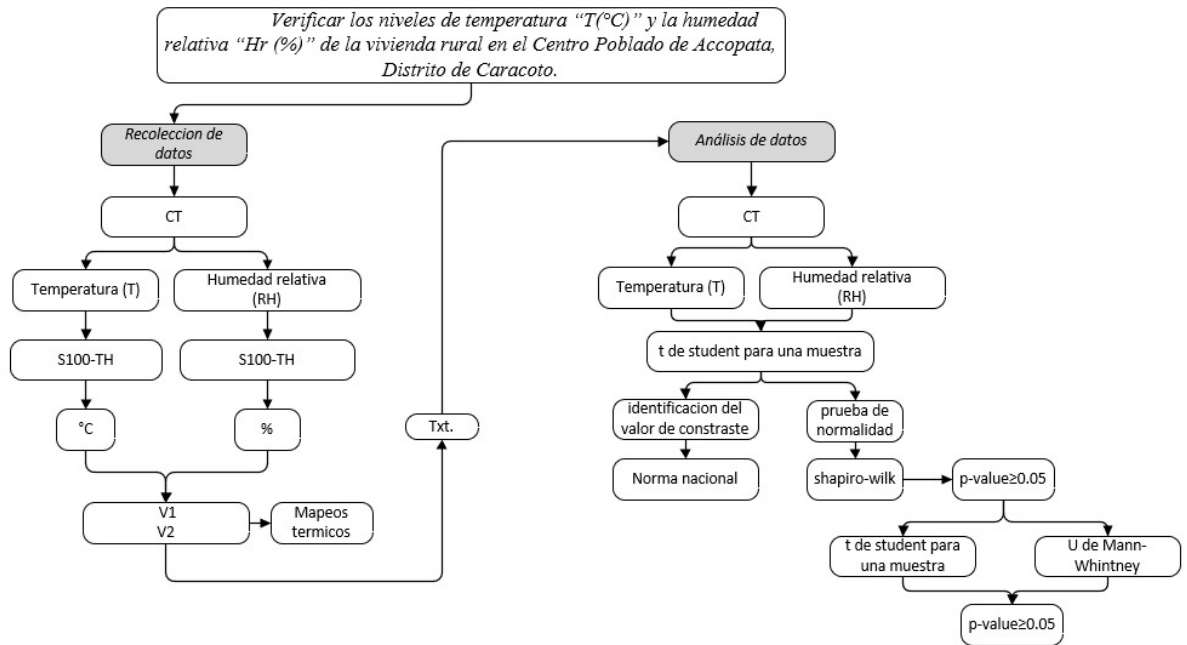 Verificar los niveles de temperatura “T(°C)” y la humedad
relativa “Hr (%)” de la vivienda rural en el Centro Poblado de Accopata,
Distrito de Caracoto.
Recoleccion de
datos
CT
Temperatura (T)
Humedad relativa
(RH)
S100-TH
S100-TH
°C
%
V1
V2
Mapeos
termicos
Txt.
Análisis de datos
CT
Temperatura (T)
Humedad relativa
(RH)
t de student para una muestra
identificacion del
valor de constraste
prueba de
normalidad
Norma nacional
shapiro-wilk
p-value≥0.05
t de student para
una muestra
U de Mann-
Whintney
p-value≥0.05